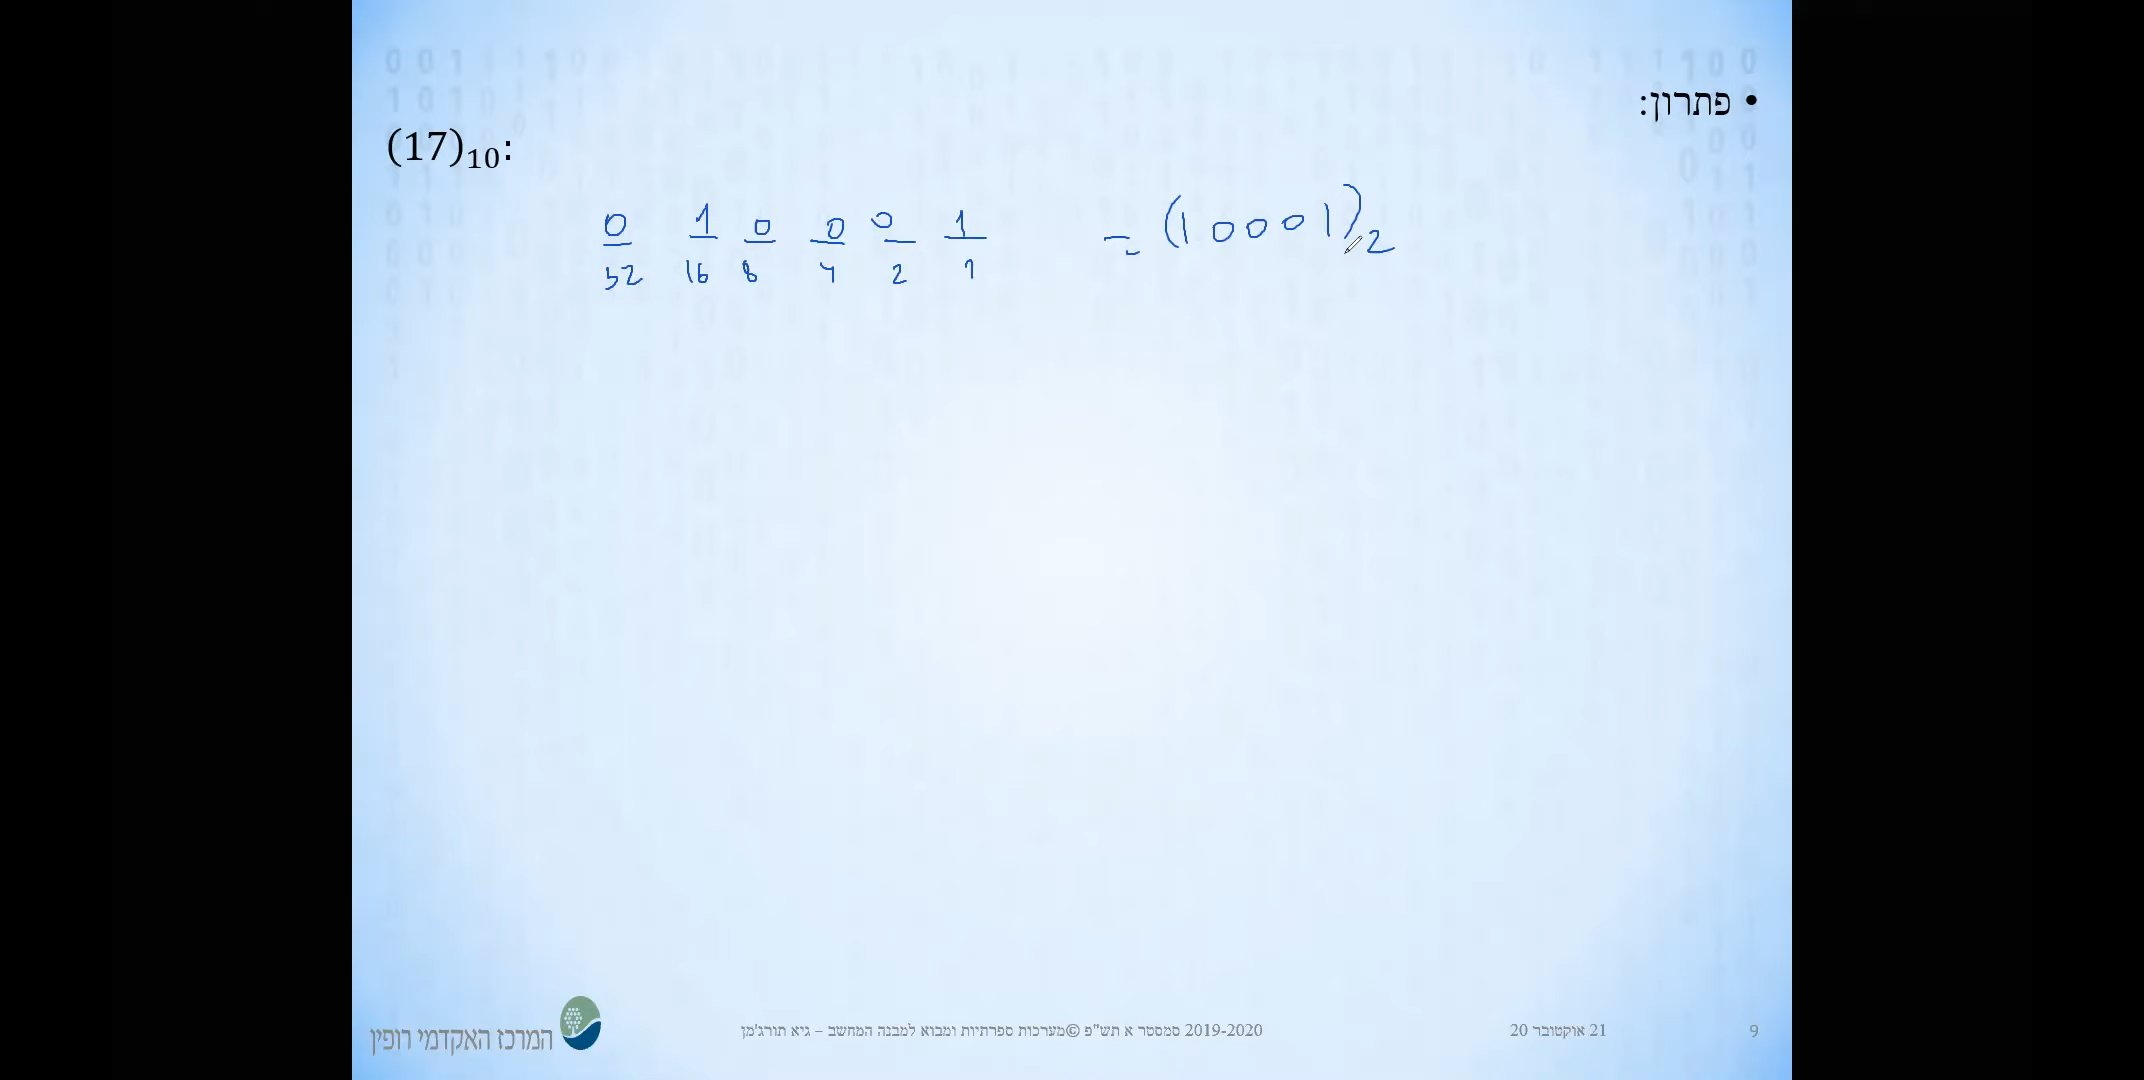 • פתרון:
(17)₁₀:
0 1 0 0 0 1 = (10001)₂
32 16 8 4 2 1
המרכז האקדמי רופין
2019-2020 סמסטר א תש"פ ©מערכות ספרתיות ומבוא למבנה המחשב – גיא תורג'מן
21 אוקטובר 20
9